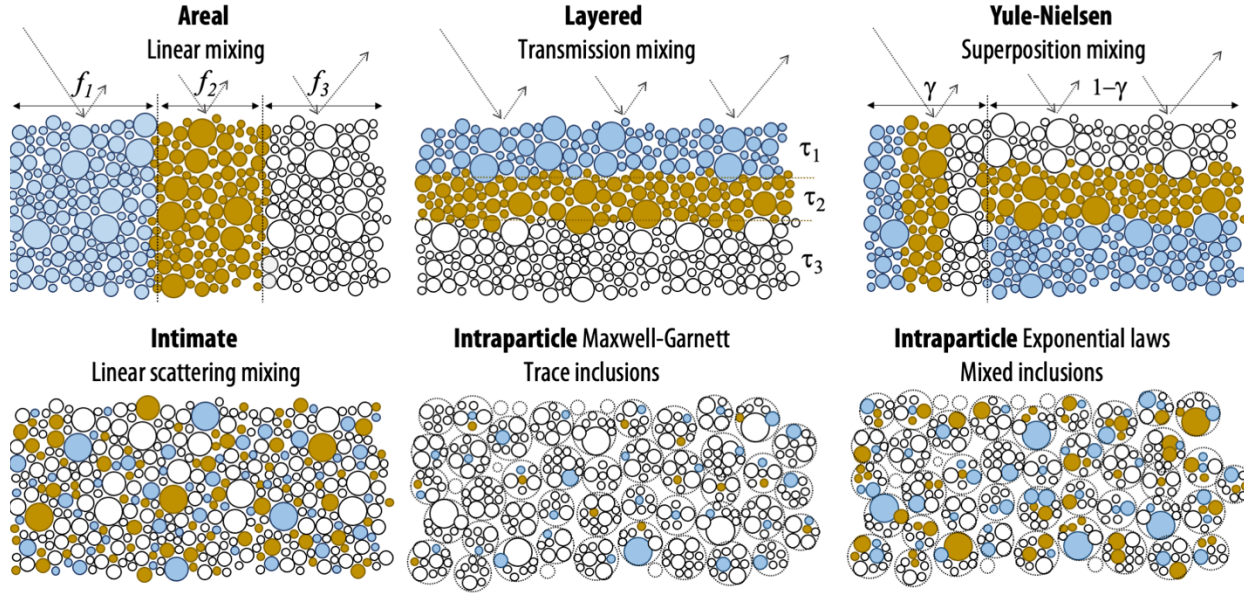 Areal
Linear mixing
f1
f2
f3
Layered
Transmission mixing
τ1
τ2
τ3
Yule-Nielsen
Superposition mixing
γ
1−γ
Intimate
Linear scattering mixing
Intraparticle Maxwell-Garnett
Trace inclusions
Intraparticle Exponential laws
Mixed inclusions